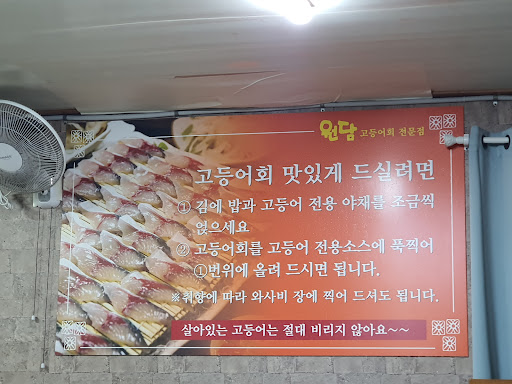 원담 고등어회 전문점
고등어회 맛있게 드실려면
① 김에 밥과 고등어 전용 야채를 조금씩
얹으세요
② 고등어회를 고등어 전용소스에 푹찍어
①번위에 올려 드시면 됩니다.
※취향에 따라 와사비 장에 찍어 드셔도 됩니다.
살아있는 고등어는 절대 비리지 않아요~~